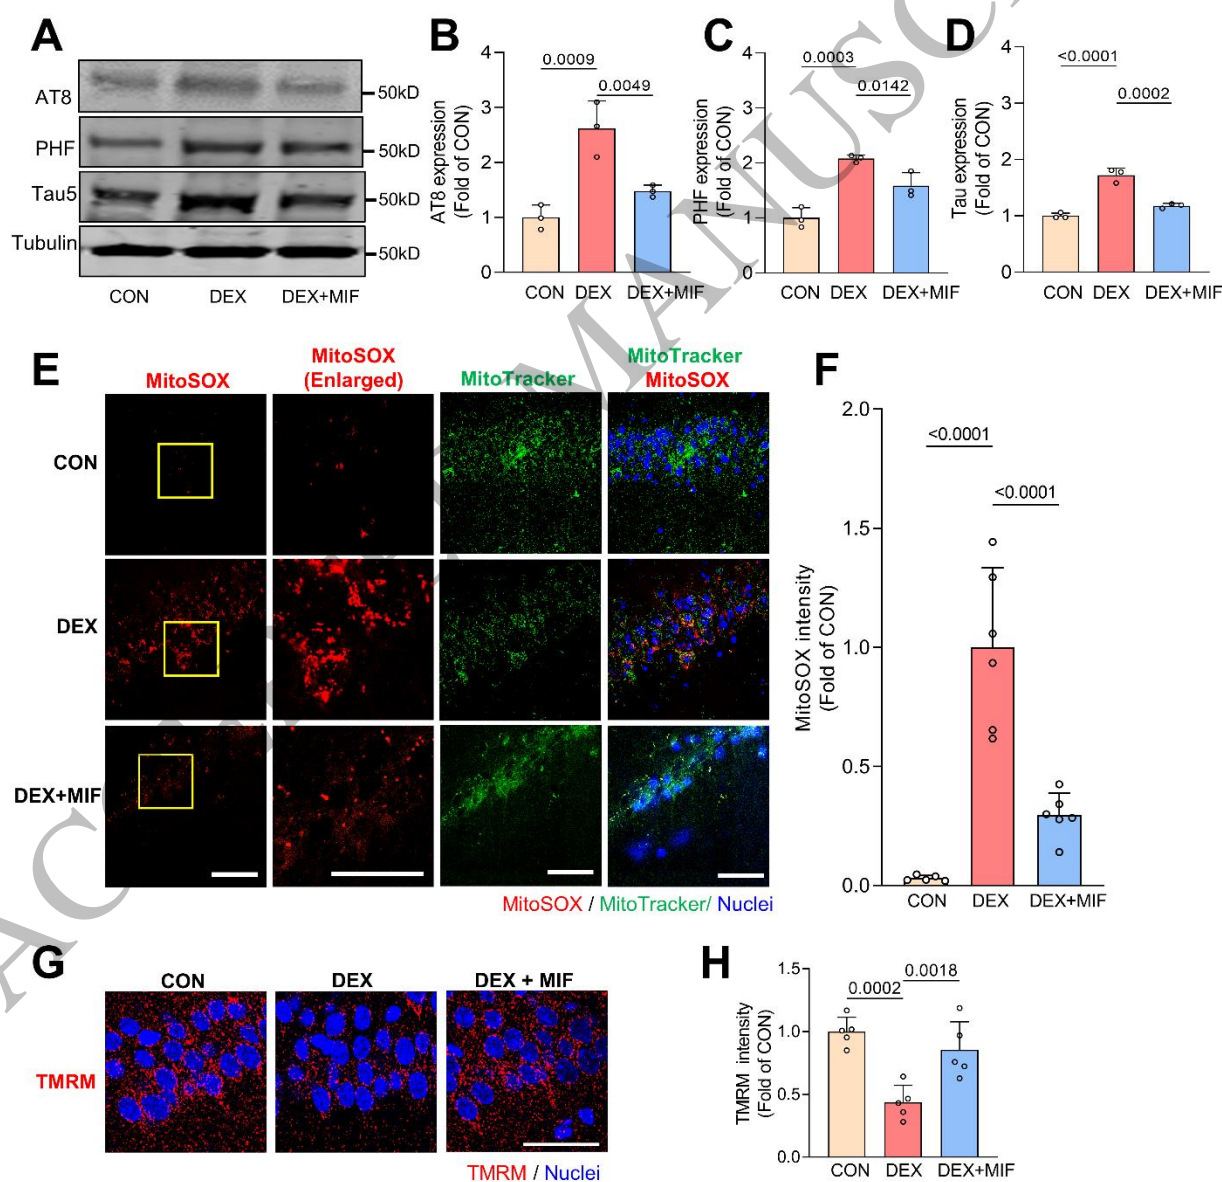 A
AT8
50kD
PHF
50kD
Tau5
50kD
Tubulin
50kD
CON DEX DEX+MIF
B
AT8 expression
(Fold of CON)
4
3
2
1
0
0.0009
0.0049
CON DEX DEX+MIF
C
PHF expression
(Fold of CON)
4
3
2
1
0
0.0003
0.0142
CON DEX DEX+MIF
D
Tau expression
(Fold of CON)
4
3
2
1
0
<0.0001
0.0002
CON DEX DEX+MIF
E
MitoSOX
MitoSOX
(Enlarged)
MitoTracker
MitoTracker
MitoSOX
CON
DEX
DEX+MIF
MitoSOX / MitoTracker/ Nuclei
F
MitoSOX intensity
(Fold of CON)
2.0
1.5
1.0
0.5
0.0
<0.0001
<0.0001
CON DEX DEX+MIF
G
CON DEX DEX + MIF
TMRM
TMRM / Nuclei
H
TMRM intensity
(Fold of CON)
1.5
1.0
0.5
0.0
0.0002
0.0018
CON DEX DEX+MIF